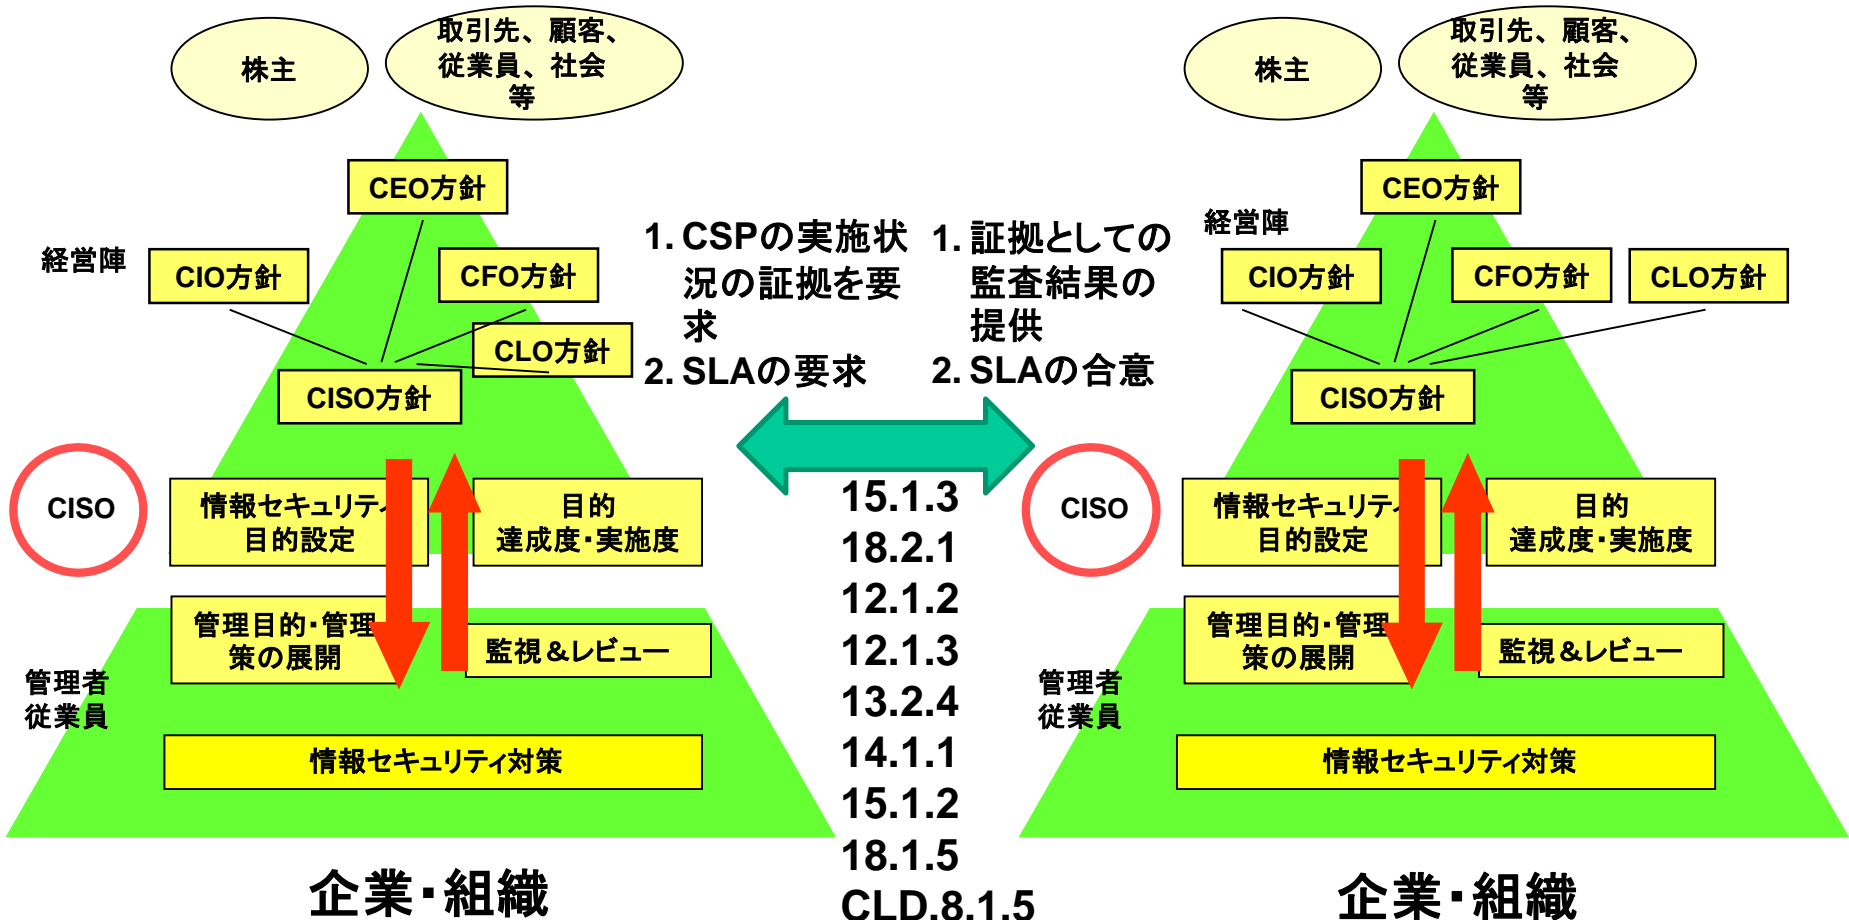 株主
取引先、顧客、
従業員、社会
等
CEO方針
経営陣
CIO方針
CFO方針
CLO方針
CISO方針
CISO
情報セキュリティ
目的設定
目的
達成度・実施度
管理目的・管理
策の展開
監視&レビュー
管理者
従業員
情報セキュリティ対策
企業・組織
1. CSPの実施状
況の証拠を要
求
2. SLAの要求
1. 証拠としての
監査結果の
提供
2. SLAの合意
15.1.3
18.2.1
12.1.2
12.1.3
13.2.4
14.1.1
15.1.2
18.1.5
CLD.8.1.5
株主
取引先、顧客、
従業員、社会
等
CEO方針
経営陣
CIO方針
CFO方針
CLO方針
CISO方針
CISO
情報セキュリティ
目的設定
目的
達成度・実施度
管理目的・管理
策の展開
監視&レビュー
管理者
従業員
情報セキュリティ対策
企業・組織